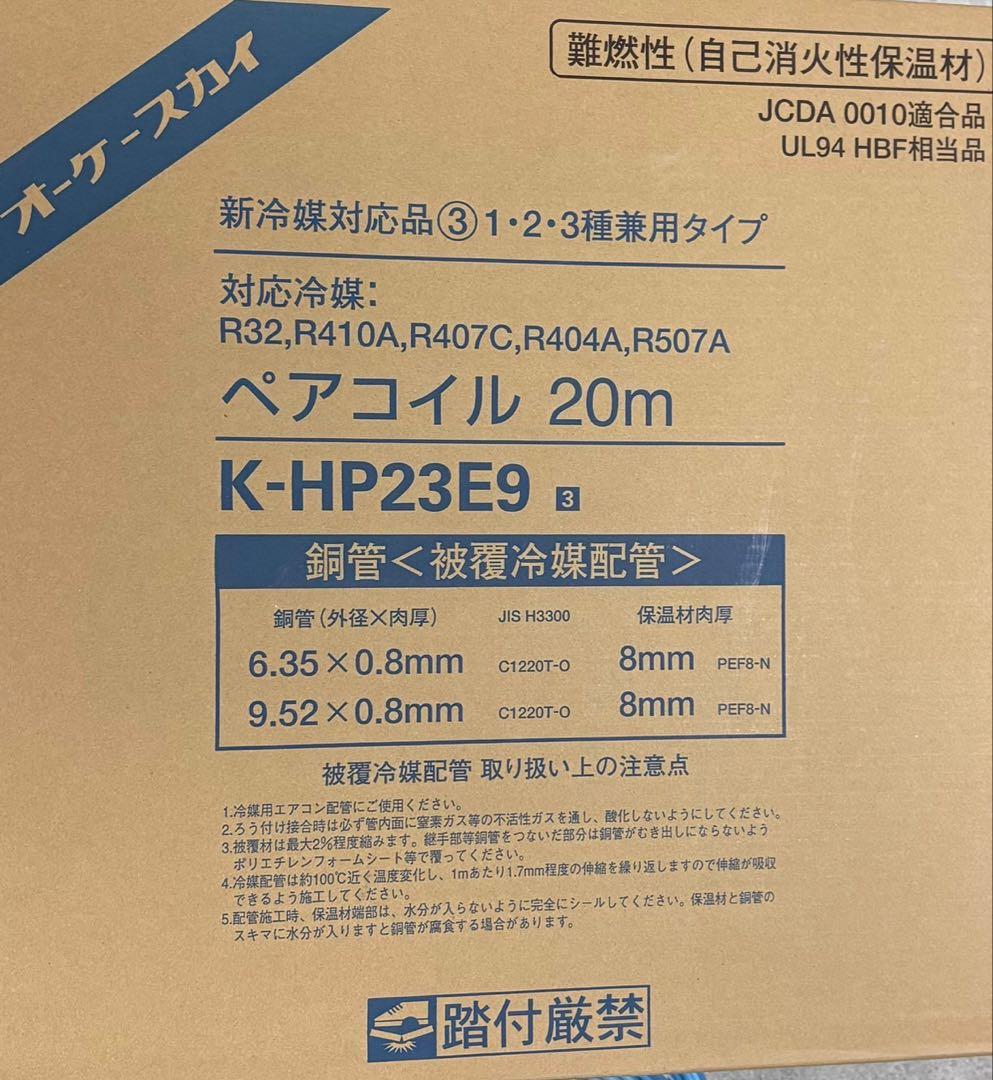 オーケースカイ
難燃性(自己消火性保温材)
JCDA 0010適合品
UL94 HBF相当品
新冷媒対応品③1・2・3種兼用タイプ
対応冷媒:
R32,R410A,R407C,R404A,R507A
ペアコイル 20m
K-HP23E9 3
銅管<被覆冷媒配管>
銅管(外径×肉厚) JIS H3300 保温材肉厚
6.35×0.8mm C1220T-O 8mm PEF8-N
9.52×0.8mm C1220T-O 8mm PEF8-N
被覆冷媒配管 取り扱い上の注意点
1.冷媒用エアコン配管にご使用ください。
2.ろう付け接合時は必ず管内面に窒素ガス等の不活性ガスを通し、酸化しないようにしてください。
3.被覆材は最大2%程度縮みます。継手部等銅管をつないだ部分は銅管がむき出しにならないよう
ポリエチレンフォームシート等で覆ってください。
4.冷媒配管は約100℃近く温度変化し、1mあたり1.7mm程度の伸縮を繰り返しますので伸縮が吸収
できるよう施工してください。
5.配管施工時、保温材端部は、水分が入らないように完全にシールしてください。保温材と銅管の
スキマに水分が入りますと銅管が腐食する場合があります。
踏付厳禁